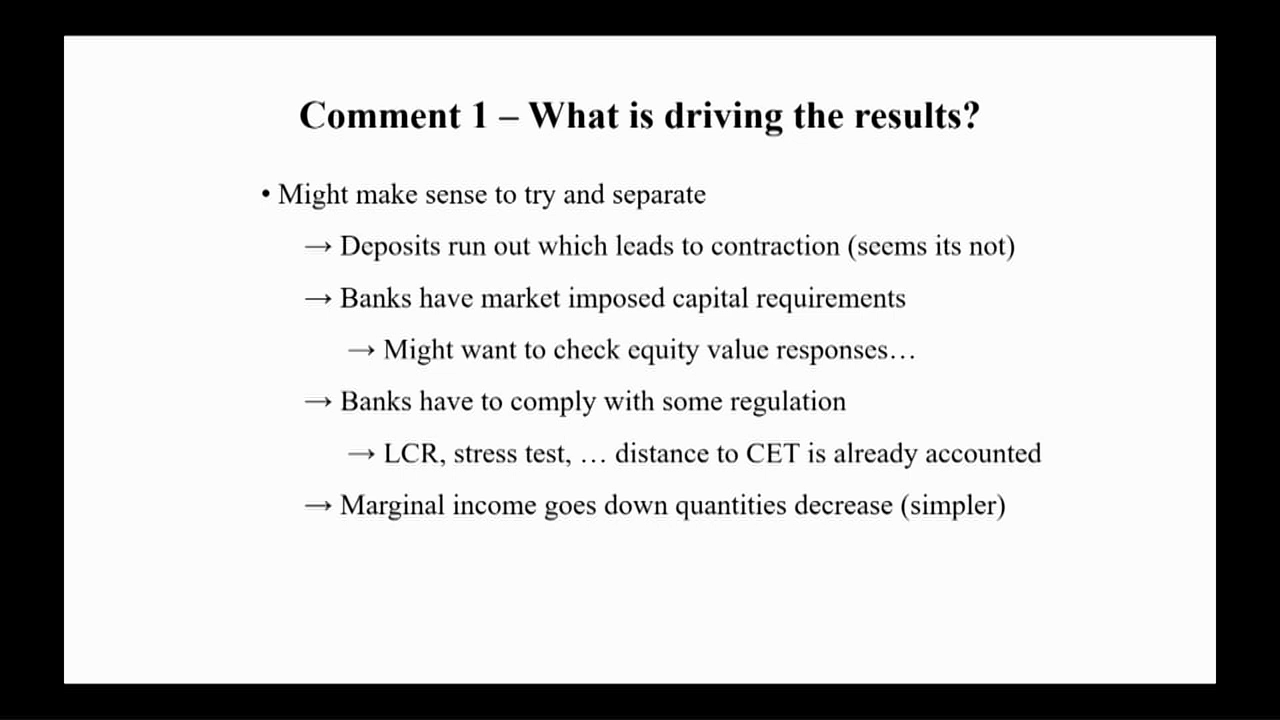 Comment 1 – What is driving the results?
• Might make sense to try and separate
→ Deposits run out which leads to contraction (seems its not)
→ Banks have market imposed capital requirements
→ Might want to check equity value responses…
→ Banks have to comply with some regulation
→ LCR, stress test, … distance to CET is already accounted
→ Marginal income goes down quantities decrease (simpler)